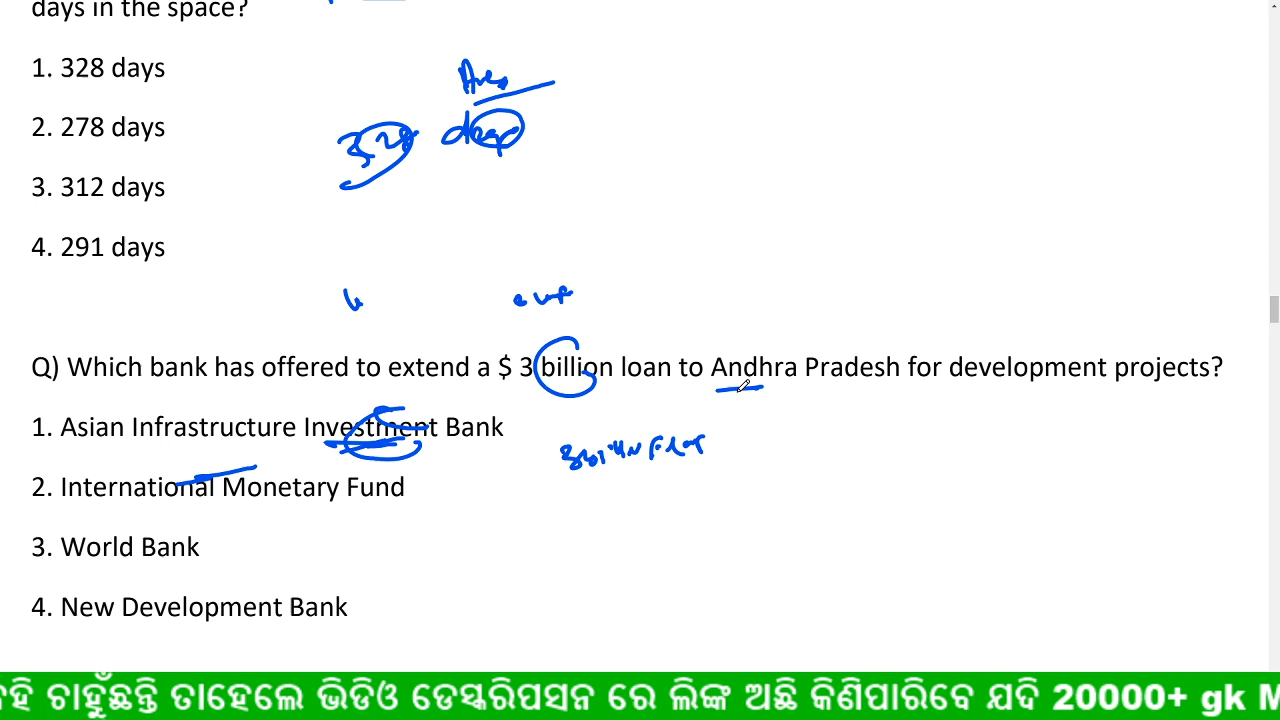 days in the space?
1. 328 days
2. 278 days
328 days
3. 312 days
4. 291 days
Q) Which bank has offered to extend a $ 3 billion loan to Andhra Pradesh for development projects?
1. Asian Infrastructure Investment Bank
2. International Monetary Fund
3. World Bank
4. New Development Bank
ନହି ଚାହୁଁଛନ୍ତି ତାହେଲେ ଭିଡିଓ ଡେସ୍କରିପସନ ରେ ଲିଙ୍କ ଅଛି କିଣିପାରିବେ ଯଦି 20000+ gk M